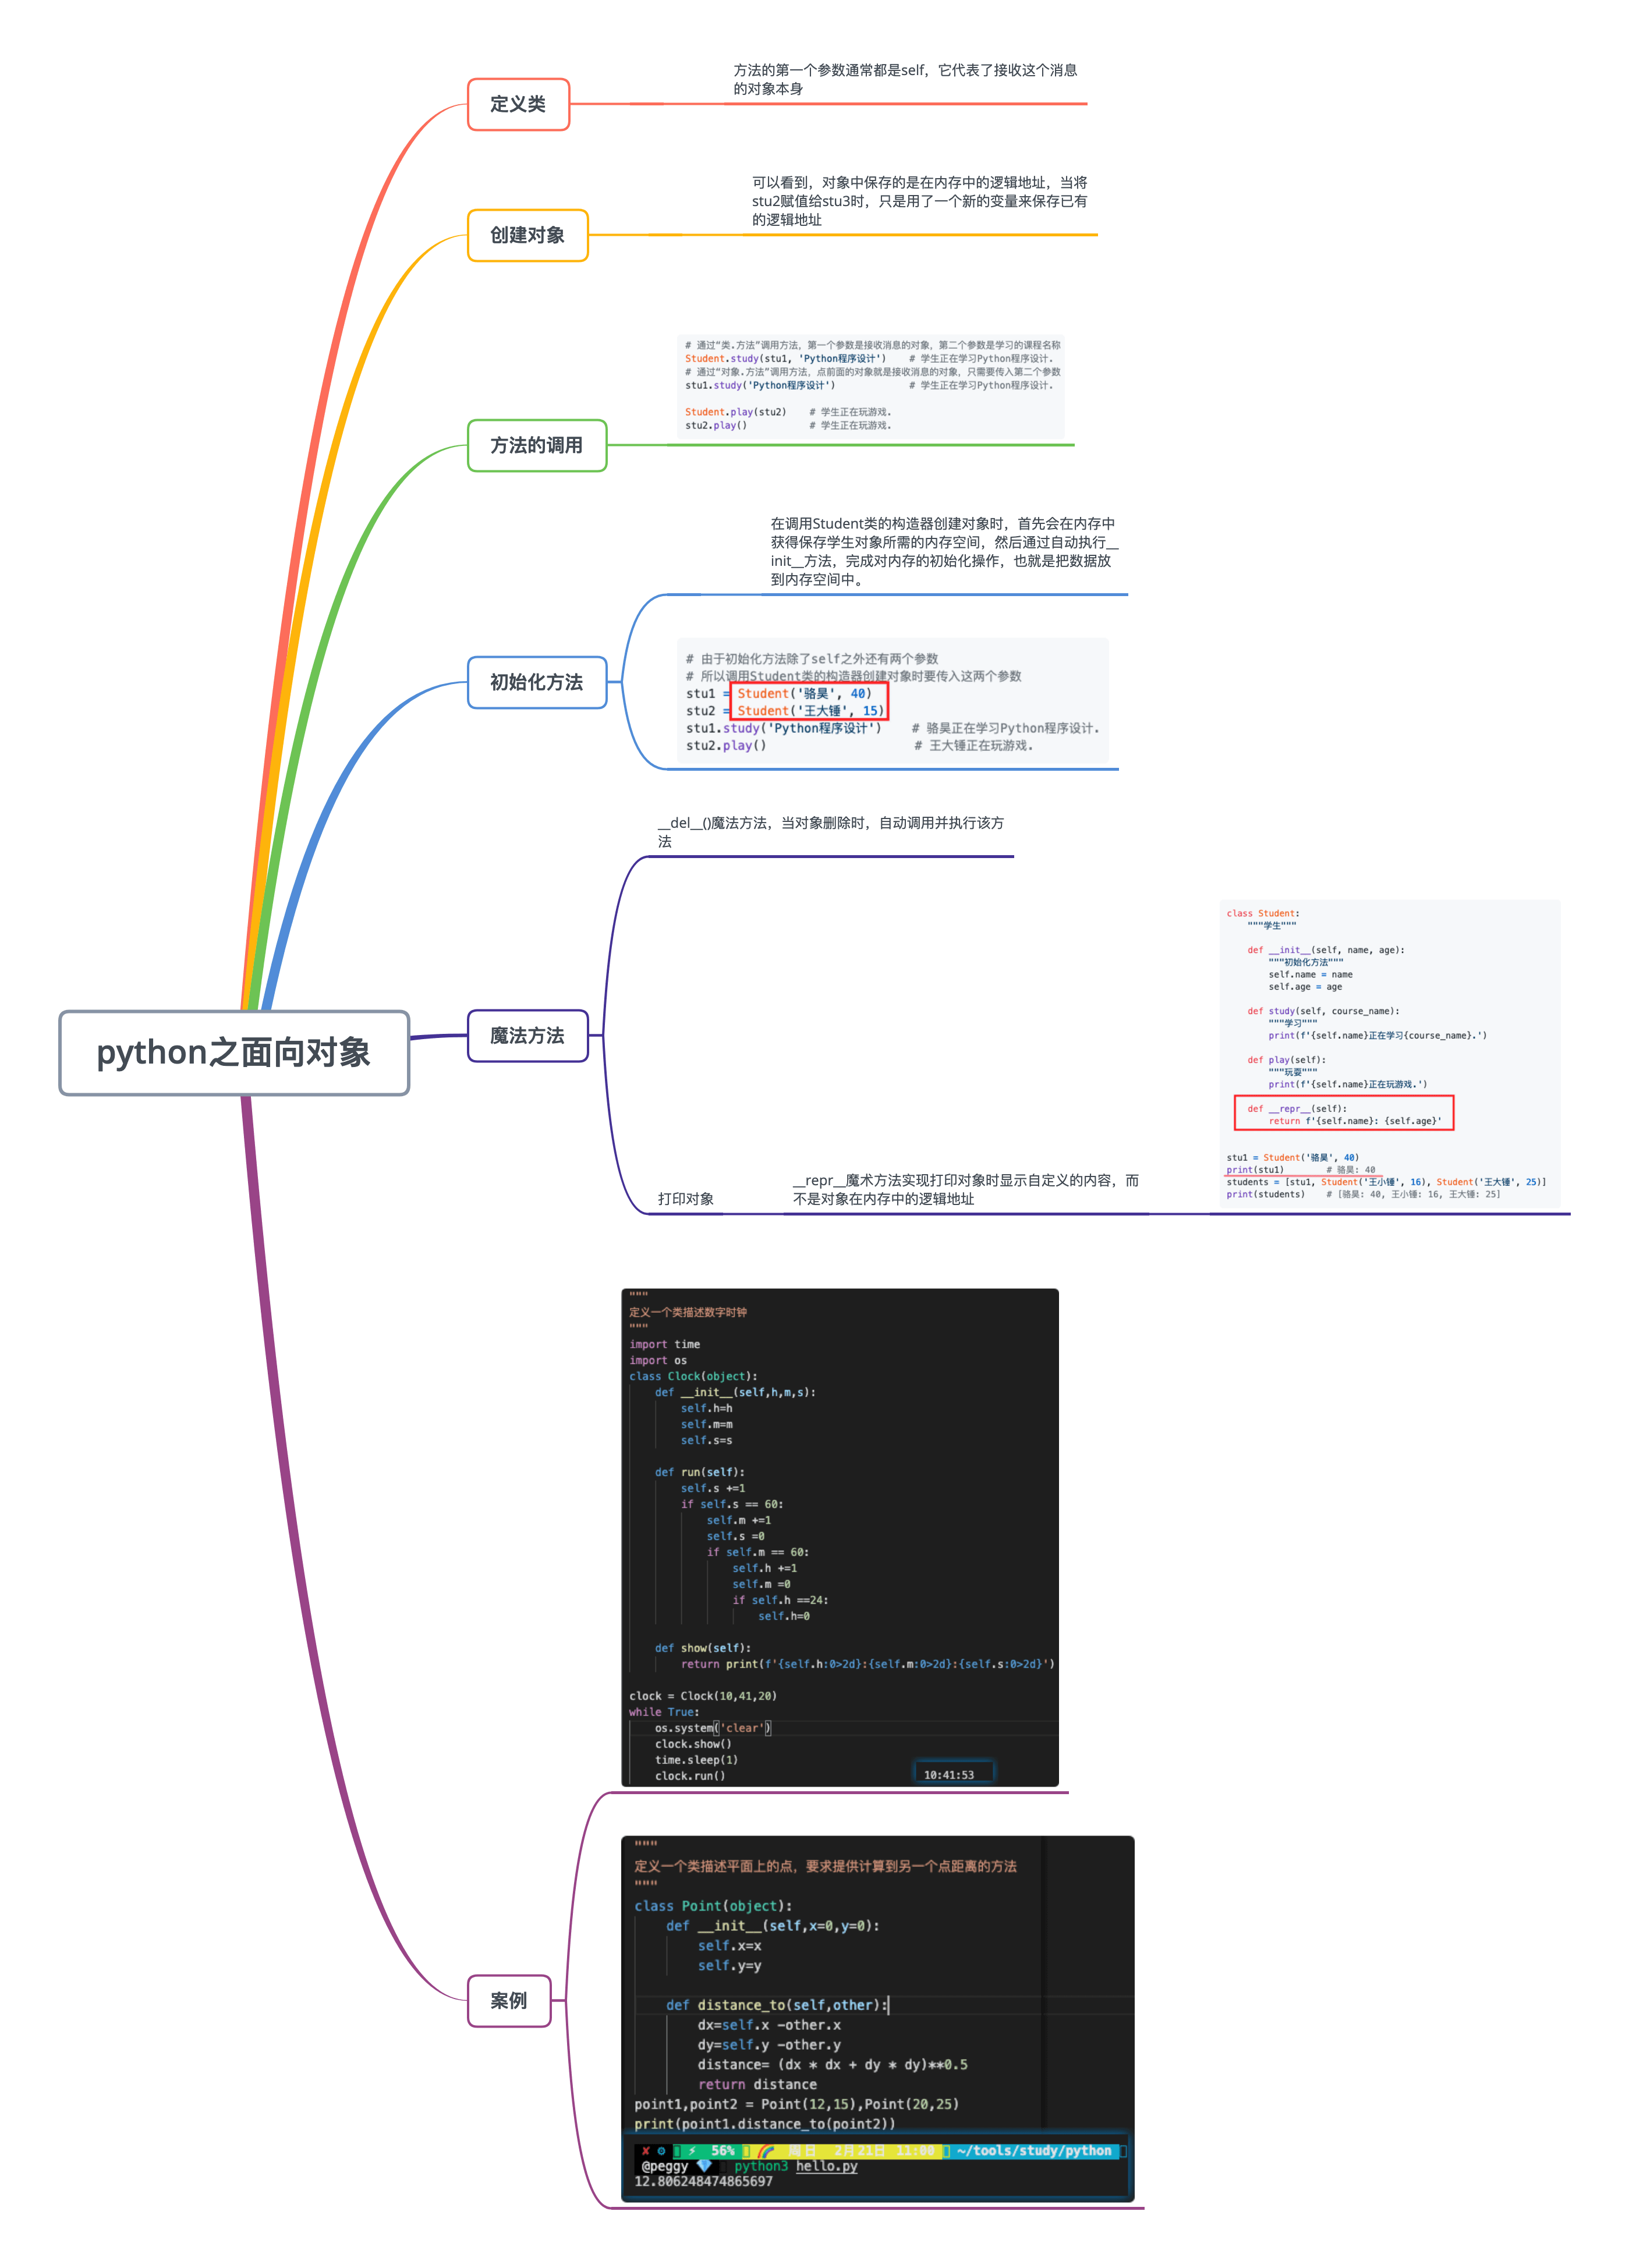 定义类
方法的第一个参数通常都是self，它代表了接收这个消息
的对象本身
创建对象
可以看到，对象中保存的是在内存中的逻辑地址，当将
stu2赋值给stu3时，只是用了一个新的变量来保存已有
的逻辑地址
方法的调用
# 通过“类.方法”调用方法，第一个参数是接收消息的对象，第二个参数是学习的课程名称
Student.study(stu1, 'Python程序设计')    # 学生正在学习Python程序设计.
# 通过“对象.方法”调用方法，点前面的对象就是接收消息的对象，只需要传入第二个参数
stu1.study('Python程序设计')             # 学生正在学习Python程序设计.
Student.play(stu2)    # 学生正在玩游戏.
stu2.play()           # 学生正在玩游戏.
初始化方法
在调用Student类的构造器创建对象时，首先会在内存中
获得保存学生对象所需的内存空间，然后通过自动执行__
init__方法，完成对内存的初始化操作，也就是把数据放
到内存空间中。
# 由于初始化方法除了self之外还有两个参数
# 所以调用Student类的构造器创建对象时要传入这两个参数
stu1 = Student('骆昊', 40)
stu2 = Student('王大锤', 15)
stu1.study('Python程序设计')    # 骆昊正在学习Python程序设计.
stu2.play()                    # 王大锤正在玩游戏.
python之面向对象
魔法方法
__del__()魔法方法，当对象删除时，自动调用并执行该方
法
打印对象
__repr__魔术方法实现打印对象时显示自定义的内容，而
不是对象在内存中的逻辑地址
class Student:
    """学生"""
    def __init__(self, name, age):
        """初始化方法"""
        self.name = name
        self.age = age
    def study(self, course_name):
        """学习"""
        print(f'{self.name}正在学习{course_name}.')
    def play(self):
        """玩耍"""
        print(f'{self.name}正在玩游戏.')
    def __repr__(self):
        return f'{self.name}: {self.age}'
stu1 = Student('骆昊', 40)
print(stu1)        # 骆昊: 40
students = [stu1, Student('王小锤', 16), Student('王大锤', 25)]
print(students)    # [骆昊: 40, 王小锤: 16, 王大锤: 25]
案例
"""
定义一个类描述数字时钟
"""
import time
import os
class Clock(object):
    def __init__(self,h,m,s):
        self.h=h
        self.m=m
        self.s=s
    def run(self):
        self.s +=1
        if self.s == 60:
            self.m +=1
            self.s =0
            if self.m == 60:
                self.h +=1
                self.m =0
                if self.h ==24:
                    self.h=0
    def show(self):
        return print(f'{self.h:0>2d}:{self.m:0>2d}:{self.s:0>2d}')
clock = Clock(10,41,20)
while True:
    os.system('clear')
    clock.show()
    time.sleep(1)
    clock.run()
10:41:53
"""
定义一个类描述平面上的点，要求提供计算到另一个点距离的方法
"""
class Point(object):
    def __init__(self,x=0,y=0):
        self.x=x
        self.y=y
    def distance_to(self,other):
        dx=self.x -other.x
        dy=self.y -other.y
        distance= (dx * dx + dy * dy)**0.5
        return distance
point1,point2 = Point(12,15),Point(20,25)
print(point1.distance_to(point2))
56% 周日 2月21日 11:00 ~/tools/study/python
@peggy python3 hello.py
12.806248474865697